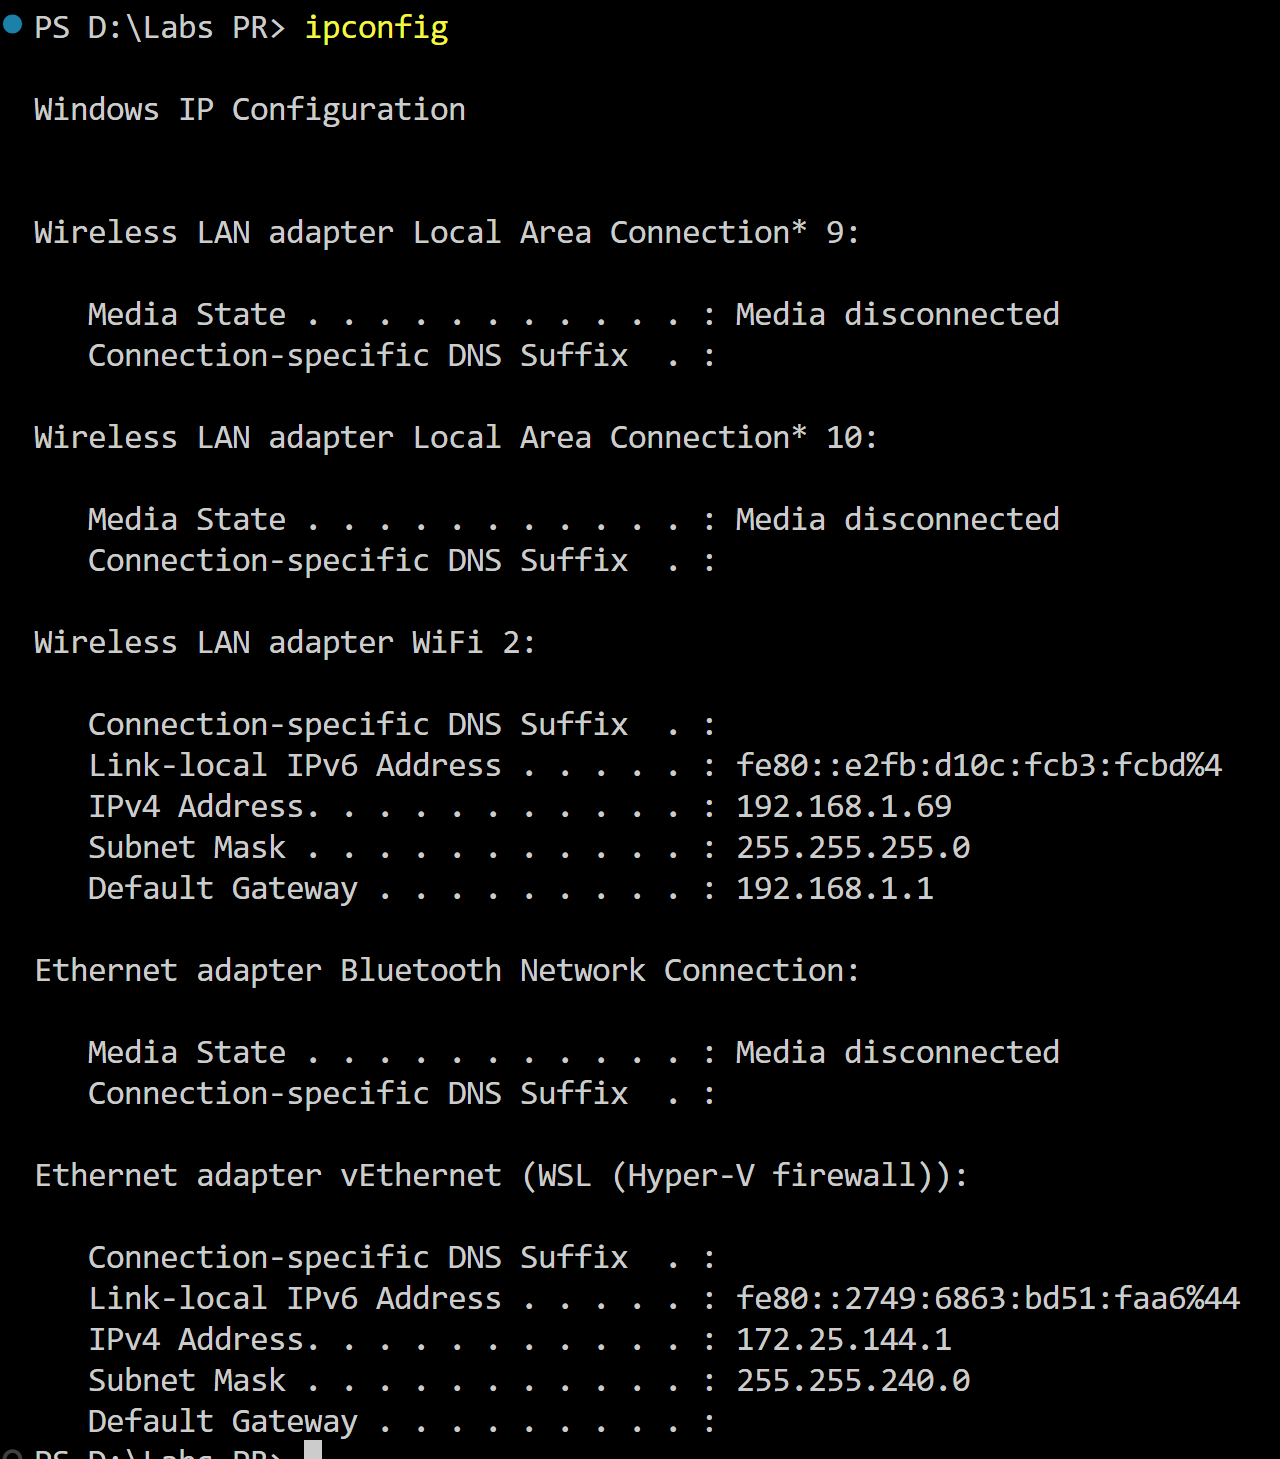 PS D:\Labs PR> ipconfig
Windows IP Configuration
Wireless LAN adapter Local Area Connection* 9:
Media State . . . . . . . . . . . : Media disconnected
Connection-specific DNS Suffix  . :
Wireless LAN adapter Local Area Connection* 10:
Media State . . . . . . . . . . . : Media disconnected
Connection-specific DNS Suffix  . :
Wireless LAN adapter WiFi 2:
Connection-specific DNS Suffix  . :
Link-local IPv6 Address . . . . . : fe80::e2fb:d10c:fcb3:fcbd%4
IPv4 Address. . . . . . . . . . . : 192.168.1.69
Subnet Mask . . . . . . . . . . . : 255.255.255.0
Default Gateway . . . . . . . . . : 192.168.1.1
Ethernet adapter Bluetooth Network Connection:
Media State . . . . . . . . . . . : Media disconnected
Connection-specific DNS Suffix  . :
Ethernet adapter vEthernet (WSL (Hyper-V firewall)):
Connection-specific DNS Suffix  . :
Link-local IPv6 Address . . . . . : fe80::2749:6863:bd51:faa6%44
IPv4 Address. . . . . . . . . . . : 172.25.144.1
Subnet Mask . . . . . . . . . . . : 255.255.240.0
Default Gateway . . . . . . . . . :
PS D:\Labs PR>